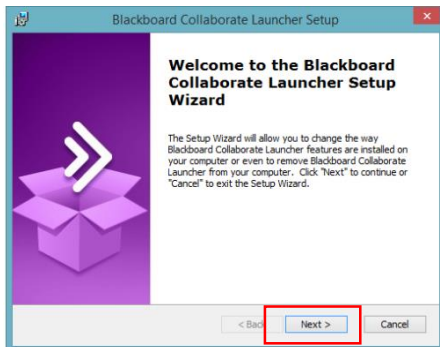 Blackboard Collaborate Launcher Setup
Welcome to the Blackboard
Collaborate Launcher Setup
Wizard
The Setup Wizard will allow you to change the way
Blackboard Collaborate Launcher features are installed on
your computer or even to remove Blackboard Collaborate
Launcher from your computer. Click "Next" to continue or
"Cancel" to exit the Setup Wizard.
< Back Next > Cancel